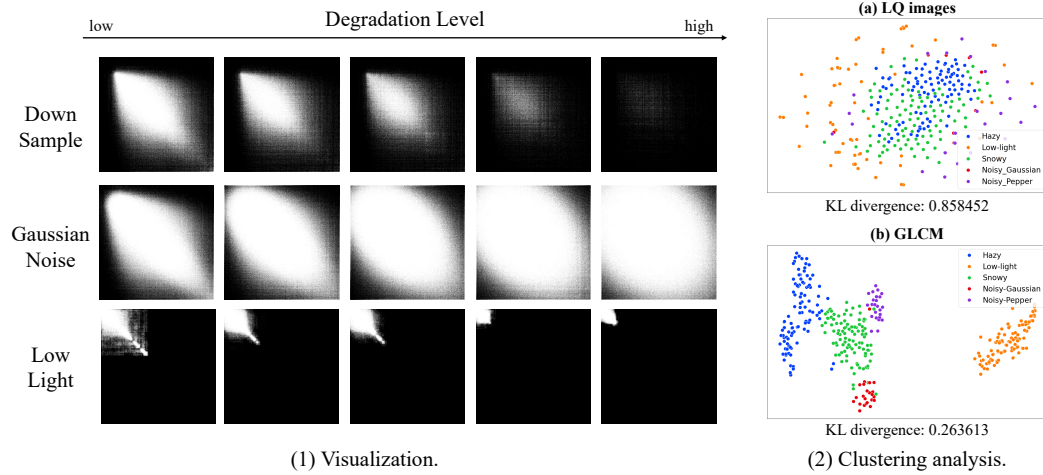 Degradation Level
low
high
Down
Sample
Gaussian
Noise
Low
Light
(1) Visualization.
(a) LQ images
Hazy
Low-light
Snowy
Noisy_Gaussian
Noisy_Pepper
KL divergence: 0.858452
(b) GLCM
Hazy
Low-light
Snowy
Noisy-Gaussian
Noisy-Pepper
KL divergence: 0.263613
(2) Clustering analysis.